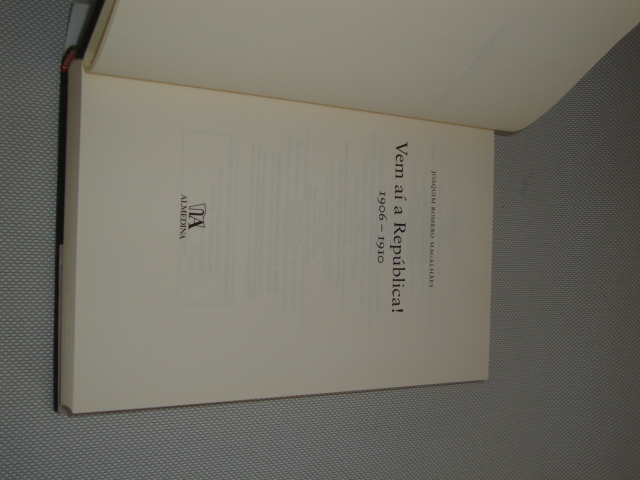 JOAQUIM ROMERO MAGALHÃES
Vem aí a República!
1906 – 1910
ALMEDINA